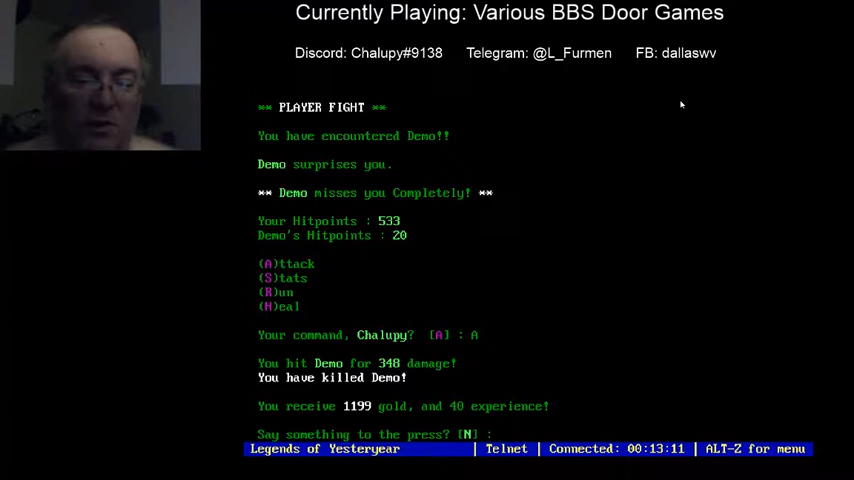 Currently Playing: Various BBS Door Games
Discord: Chalupy#9138 Telegram: @L_Furmen FB: dallaswv
** PLAYER FIGHT **
You have encountered Demo!!
Demo surprises you.
** Demo misses you Completely! **
Your Hitpoints : 533
Demo's Hitpoints : 20
(A)ttack
(S)tats
(R)un
(H)eal
Your command, Chalupy? [A] : A
You hit Demo for 348 damage!
You have killed Demo!
You receive 1199 gold, and 40 experience!
Say something to the press? [N] :
Legends of Yesteryear | Telnet | Connected: 00:13:11 | ALT-Z for menu